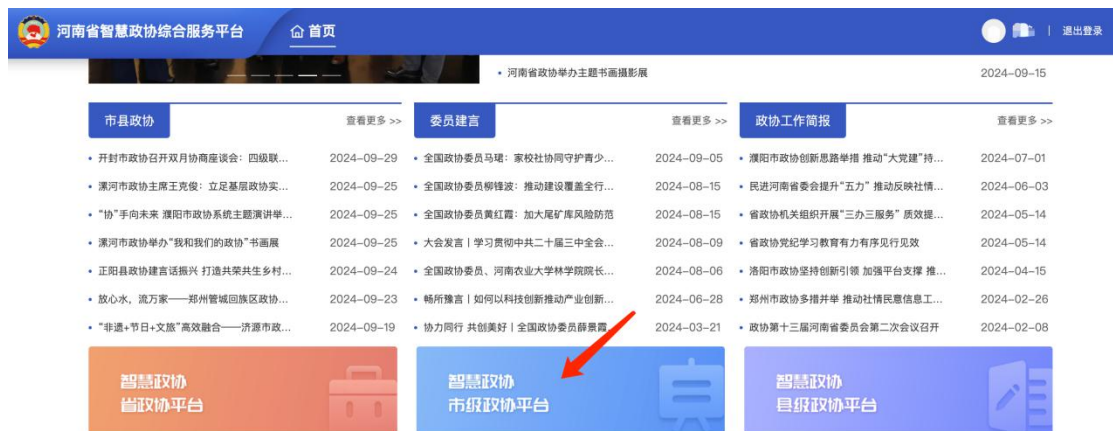 河南省智慧政协综合服务平台
首页
退出登录
河南省政协举办主题书画摄影展 2024-09-15
市县政协 查看更多 >>
开封市政协召开双月协商座谈会：四级联... 2024-09-29
漯河市政协主席王克俊：立足基层政协实... 2024-09-25
“协”手向未来 濮阳市政协系统主题演讲举... 2024-09-25
漯河市政协举办“我和我们的政协”书画展 2024-09-25
正阳县政协建言话振兴 打造共荣共生乡村... 2024-09-24
放心水，流万家——郑州管城回族区政协... 2024-09-23
“非遗+节日+文旅”高效融合——济源市政... 2024-09-19
委员建言 查看更多 >>
全国政协委员马珺：家校社协同守护青少... 2024-09-05
全国政协委员柳锋波：推动建设覆盖全行... 2024-08-15
全国政协委员黄红霞：加大尾矿库风险防范 2024-08-15
大会发言丨学习贯彻中共二十届三中全会... 2024-08-09
全国政协委员、河南农业大学林学院院长... 2024-08-06
畅所豫言丨如何以科技创新推动产业创新... 2024-06-28
协力同行 共创美好丨全国政协委员薛景霞 2024-03-21
政协工作简报 查看更多 >>
濮阳市政协创新思路举措 推动“大党建”持... 2024-07-01
民进河南省委会提升“五力” 推动反映社情... 2024-06-03
省政协机关组织开展“三办三服务” 质效提... 2024-05-14
省政协党纪学习教育有力有序见行见效 2024-05-14
洛阳市政协坚持创新引领 加强平台支撑 推... 2024-04-15
郑州市政协多措并举 推动社情民意信息工... 2024-02-26
政协第十三届河南省委员会第二次会议召开 2024-02-08
智慧政协
省政协平台
智慧政协
市级政协平台
智慧政协
县级政协平台